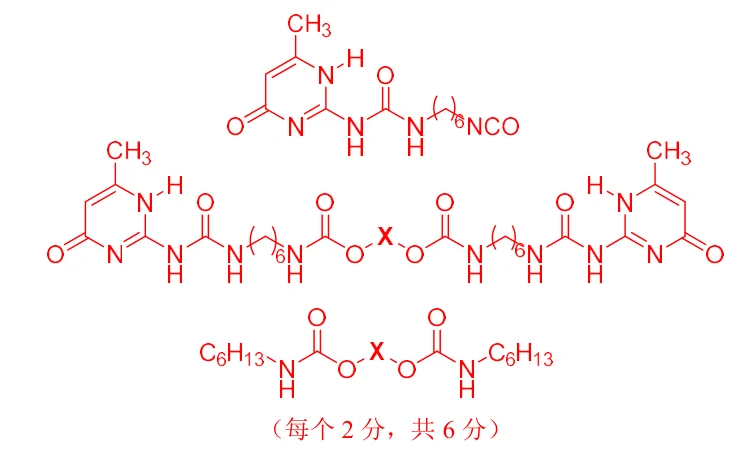 CH₃
N H
O
O N N H N H ( )₆ NCO
CH₃ CH₃
N H H N
O O O O
O N N H N H ( )₆ N H O X O N H ( )₆ N H N H N O
O O
C₆H₁₃ N H O X O N H C₆H₁₃
（每个 2 分，共 6 分）